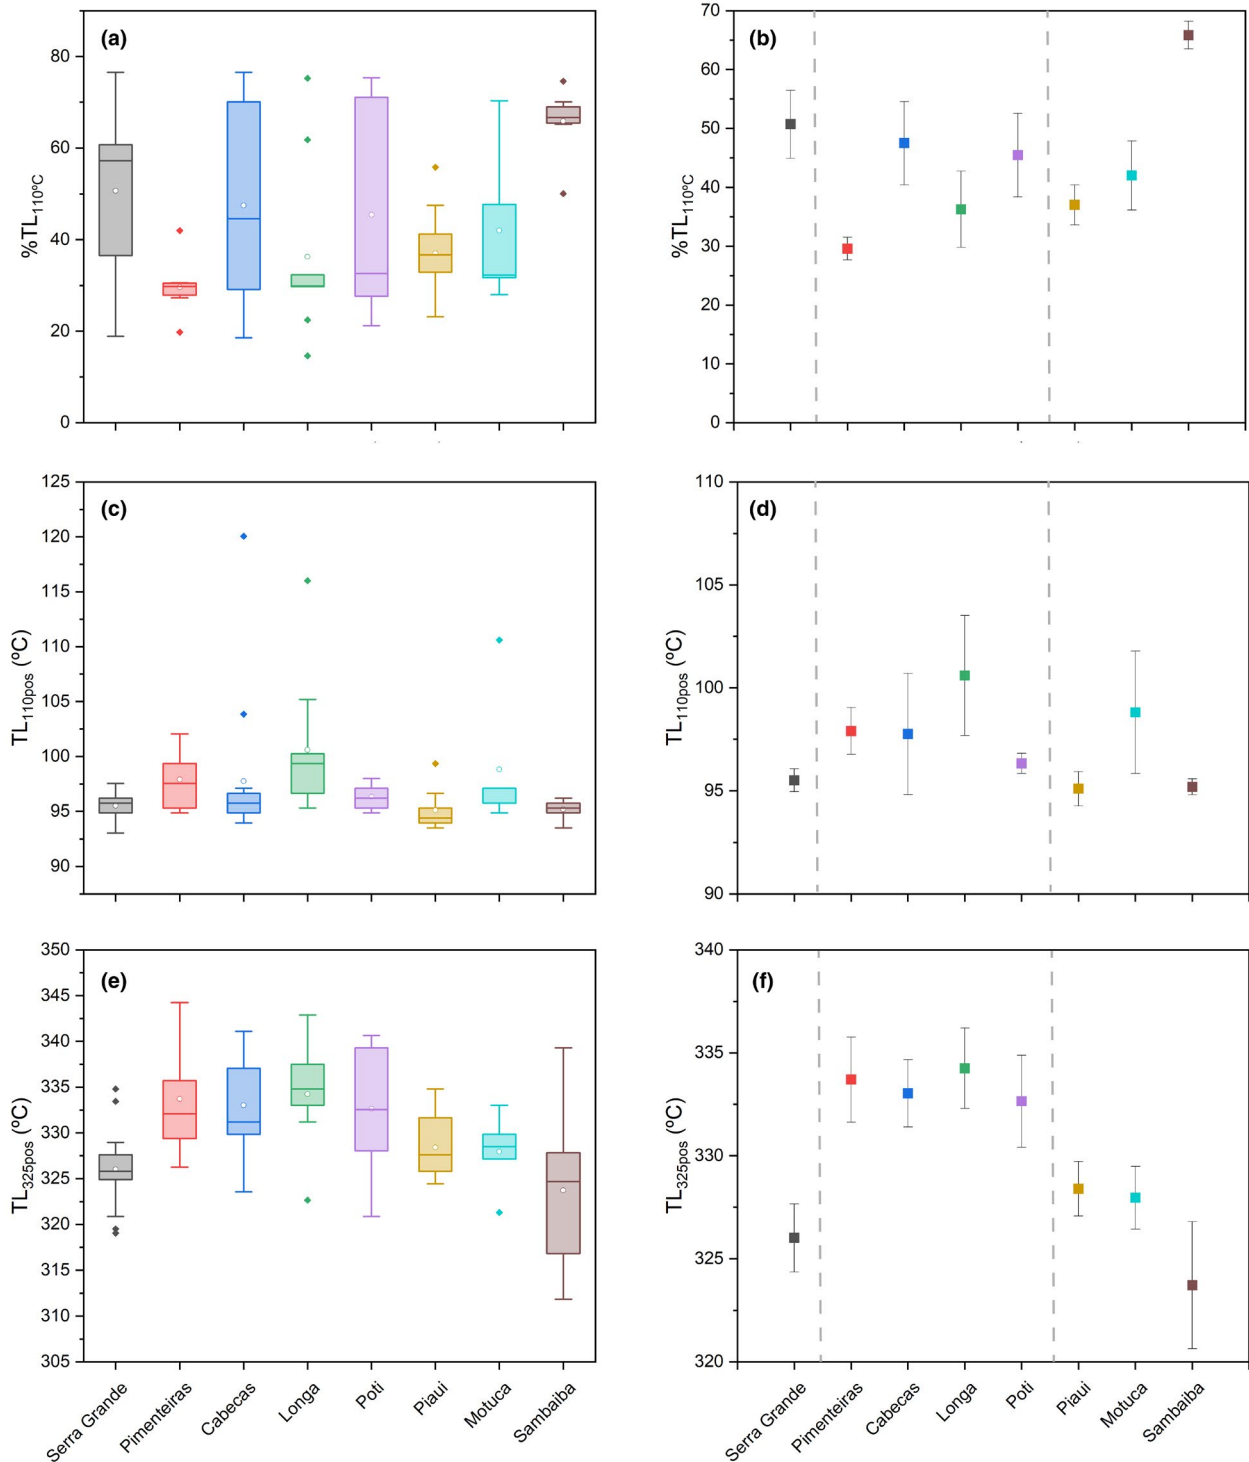 (a)
%TL110ºC
80
60
40
20
0
(b)
%TL110ºC
70
60
50
40
30
20
10
0
(c)
TL110pos (ºC)
125
120
115
110
105
100
95
90
(d)
TL110pos (ºC)
110
105
100
95
90
(e)
TL325pos (ºC)
350
345
340
335
330
325
320
315
310
305
Serra Grande
Pimenteiras
Cabecas
Longa
Poti
Piaui
Motuca
Sambaiba
(f)
TL325pos (ºC)
340
335
330
325
320
Serra Grande
Pimenteiras
Cabecas
Longa
Poti
Piaui
Motuca
Sambaiba